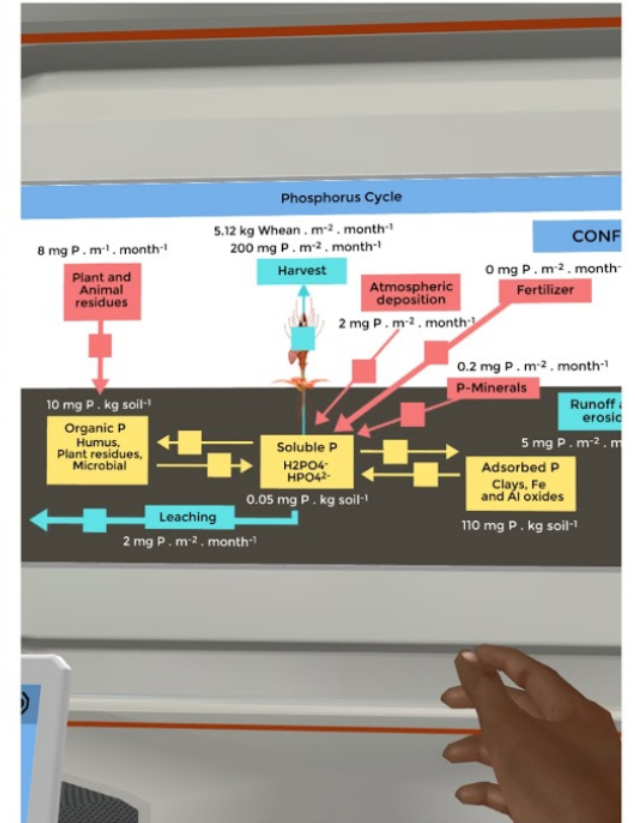 Phosphorus Cycle
5.12 kg Whean . m⁻² . month⁻¹
200 mg P . m⁻² . month⁻¹
8 mg P . m⁻¹ . month⁻¹
CONF
Harvest
0 mg P . m⁻² . month⁻
Plant and
Animal
residues
Atmospheric
deposition
Fertilizer
2 mg P . m⁻² . month⁻¹
0.2 mg P . m⁻² . month⁻¹
P-Minerals
10 mg P . kg soil⁻¹
Runoff
erosio
Organic P
Humus,
Plant residues,
Microbial
Soluble P
H2PO4⁻
HPO4²⁻
5 mg P . m⁻² . m
Adsorbed P
Clays, Fe
and Al oxides
0.05 mg P . kg soil⁻¹
Leaching
110 mg P . kg soil⁻¹
2 mg P . m⁻² . month⁻¹